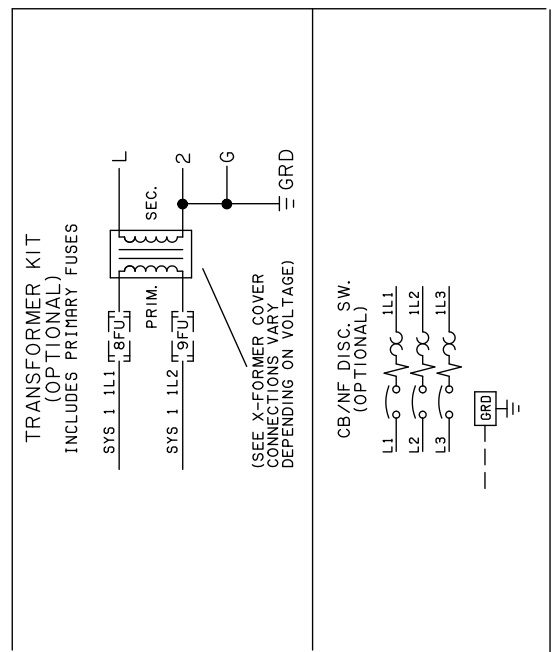 TRANSFORMER KIT
(OPTIONAL)
INCLUDES PRIMARY FUSES
SYS 1 1L1
8FU
L
SYS 1 1L2
9FU
2
PRIM.
SEC.
G
GRD
(SEE X-FORMER COVER
CONNECTIONS VARY
DEPENDING ON VOLTAGE)
CB/NF DISC. SW.
(OPTIONAL)
L1
1L1
L2
1L2
L3
1L3
GRD